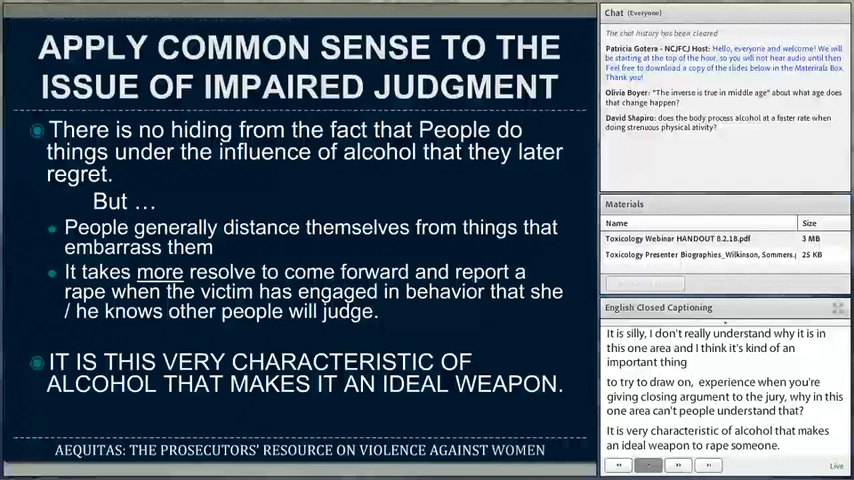 APPLY COMMON SENSE TO THE
ISSUE OF IMPAIRED JUDGMENT
There is no hiding from the fact that People do
things under the influence of alcohol that they later
regret.
But …
People generally distance themselves from things that
embarrass them
It takes more resolve to come forward and report a
rape when the victim has engaged in behavior that she
/ he knows other people will judge.
IT IS THIS VERY CHARACTERISTIC OF
ALCOHOL THAT MAKES IT AN IDEAL WEAPON.
AEQUITAS: THE PROSECUTORS' RESOURCE ON VIOLENCE AGAINST WOMEN
Chat (Everyone)
The chat history has been cleared
Patricia Gotera - NCJFCJ Host: Hello, everyone and welcome! We will
be starting at the top of the hour, so you will not hear audio until then
Feel free to download a copy of the slides below in the Materials Box.
Thank you!
Olivia Boyer: "The inverse is true in middle age" about what age does
that change happen?
David Shapiro: does the body process alcohol at a faster rate when
doing strenuous physical ativity?
Materials
Name Size
Toxicology Webinar HANDOUT 8.2.18.pdf 3 MB
Toxicology Presenter Biographies_Wilkinson, Sommers.p 25 KB
English Closed Captioning
It is silly, I don't really understand why it is in
this one area and I think it's kind of an
important thing
to try to draw on, experience when you're
giving closing argument to the jury, why in this
one area can't people understand that?
It is very characteristic of alcohol that makes
an ideal weapon to rape someone.
Live